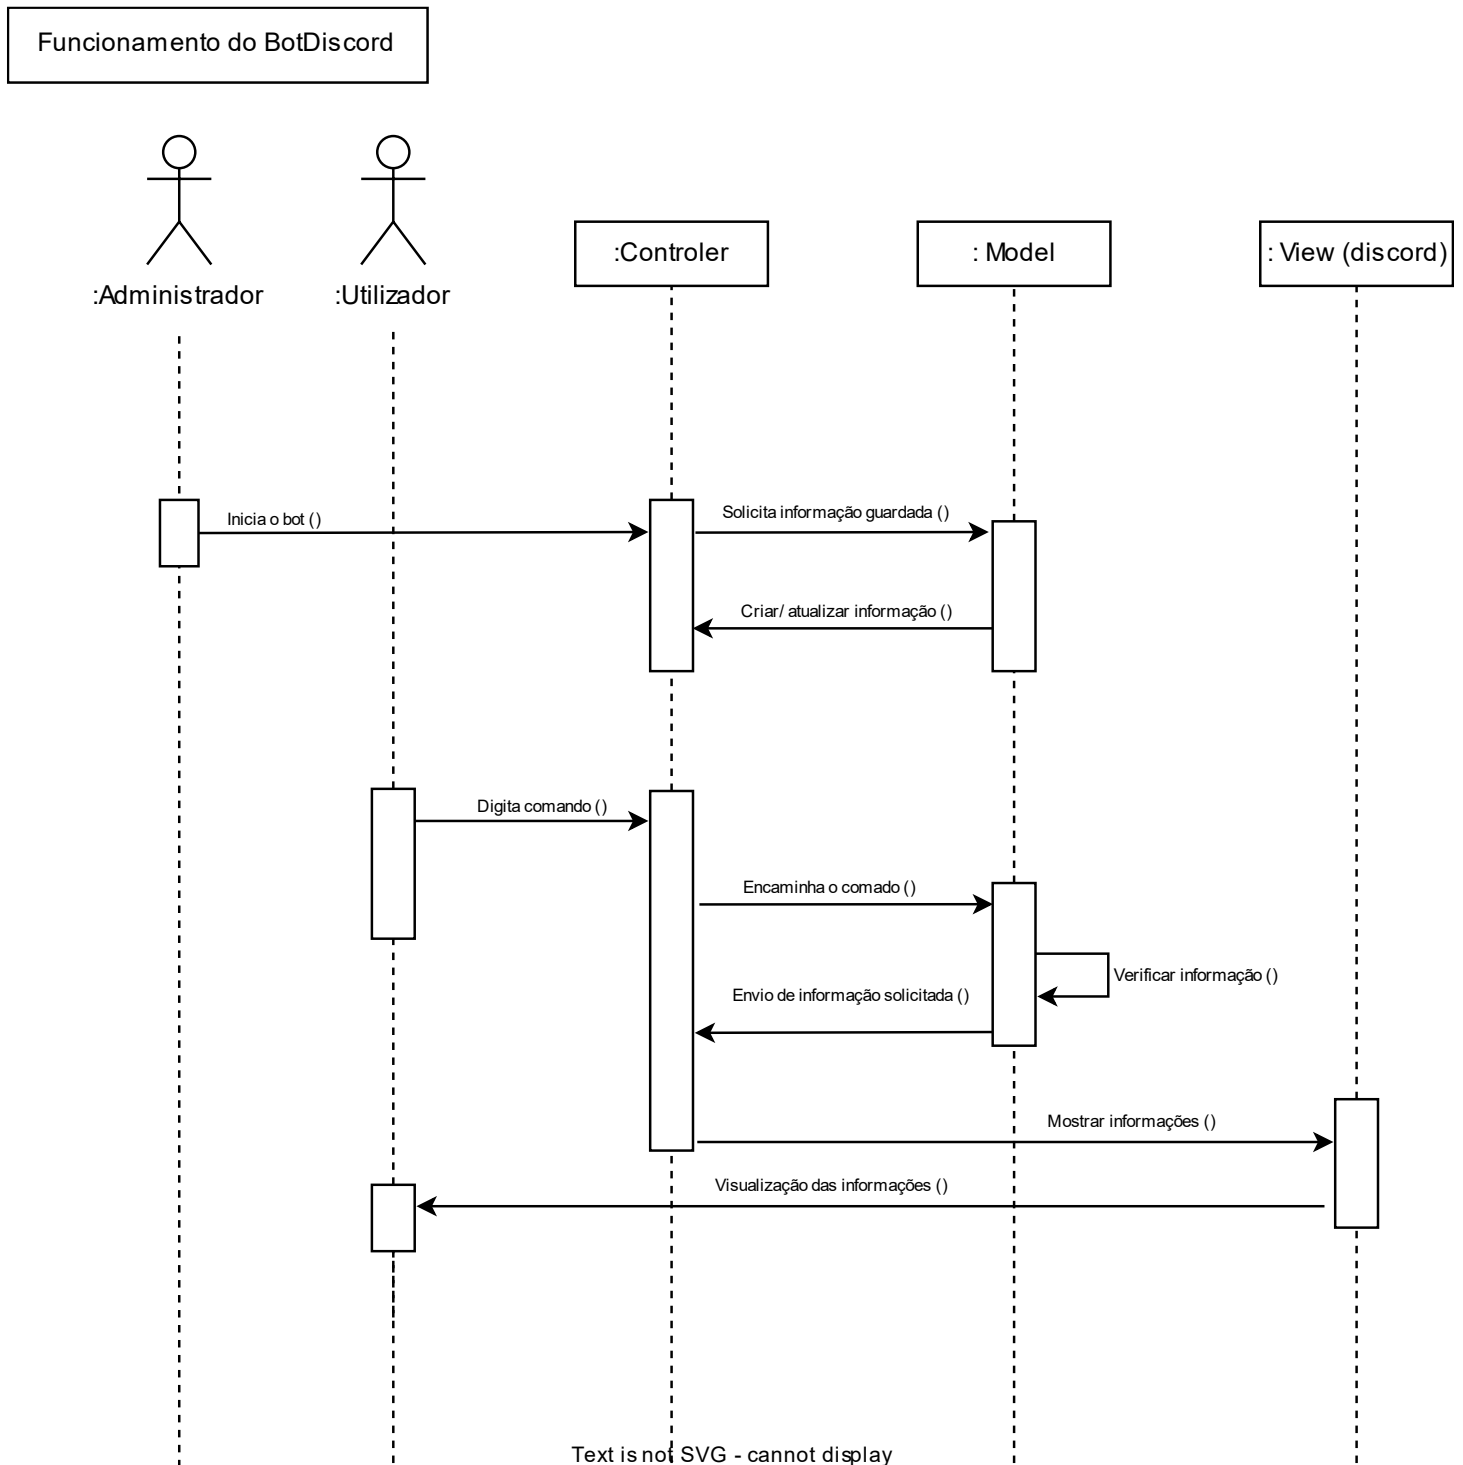 Funcionamento do BotDiscord
:Administrador
:Utilizador
:Controler
: Model
: View (discord)
Inicia o bot ()
Solicita informação guardada ()
Criar/ atualizar informação ()
Digita comando ()
Encaminha o comado ()
Verificar informação ()
Envio de informação solicitada ()
Mostrar informações ()
Visualização das informações ()
Text is not SVG - cannot display